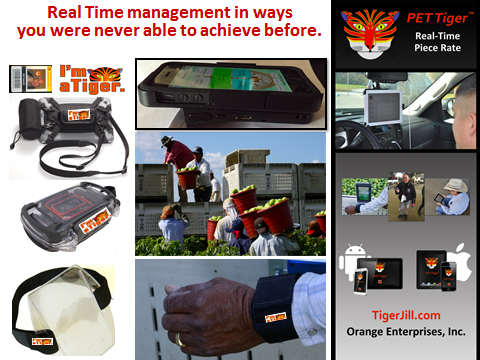 Real Time management in ways
you were never able to achieve before.
I'm
a Tiger.
PET Tiger™
Real-Time
Piece Rate
TigerJill.com
Orange Enterprises, Inc.